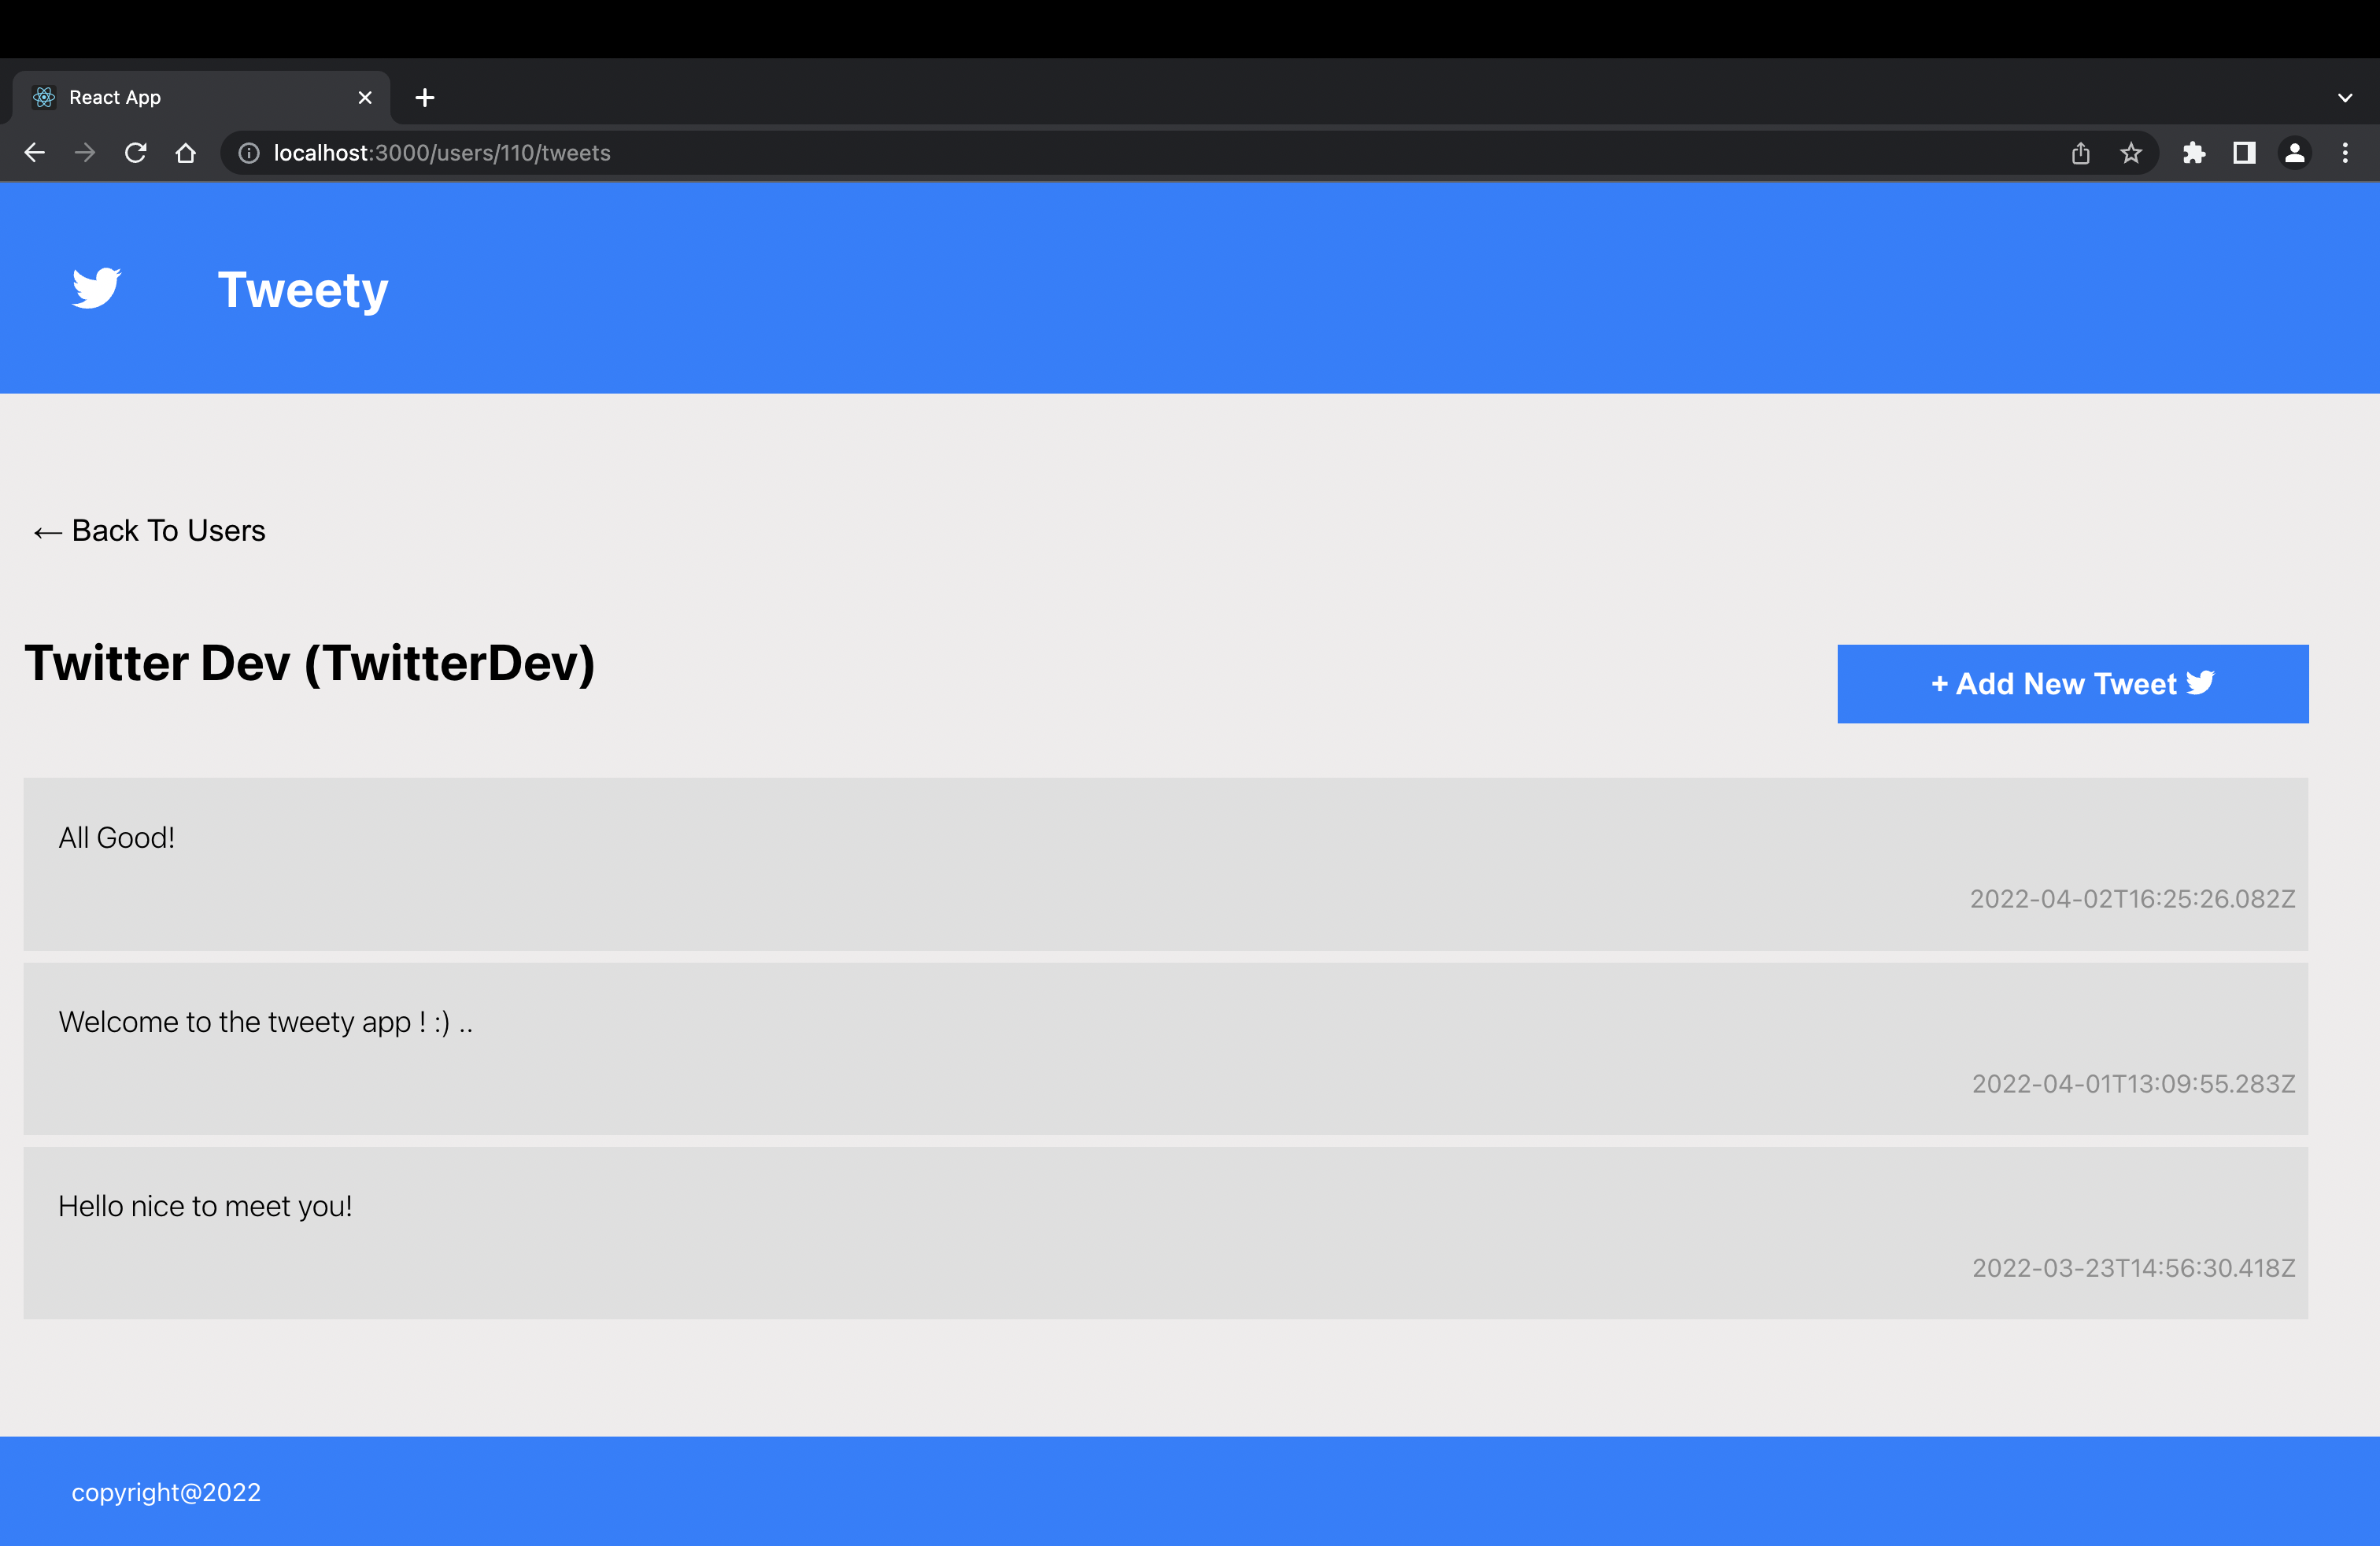 React App
localhost:3000/users/110/tweets
Tweety
← Back To Users
Twitter Dev (TwitterDev)
+ Add New Tweet
All Good!
2022-04-02T16:25:26.082Z
Welcome to the tweety app ! :) ..
2022-04-01T13:09:55.283Z
Hello nice to meet you!
2022-03-23T14:56:30.418Z
copyright@2022